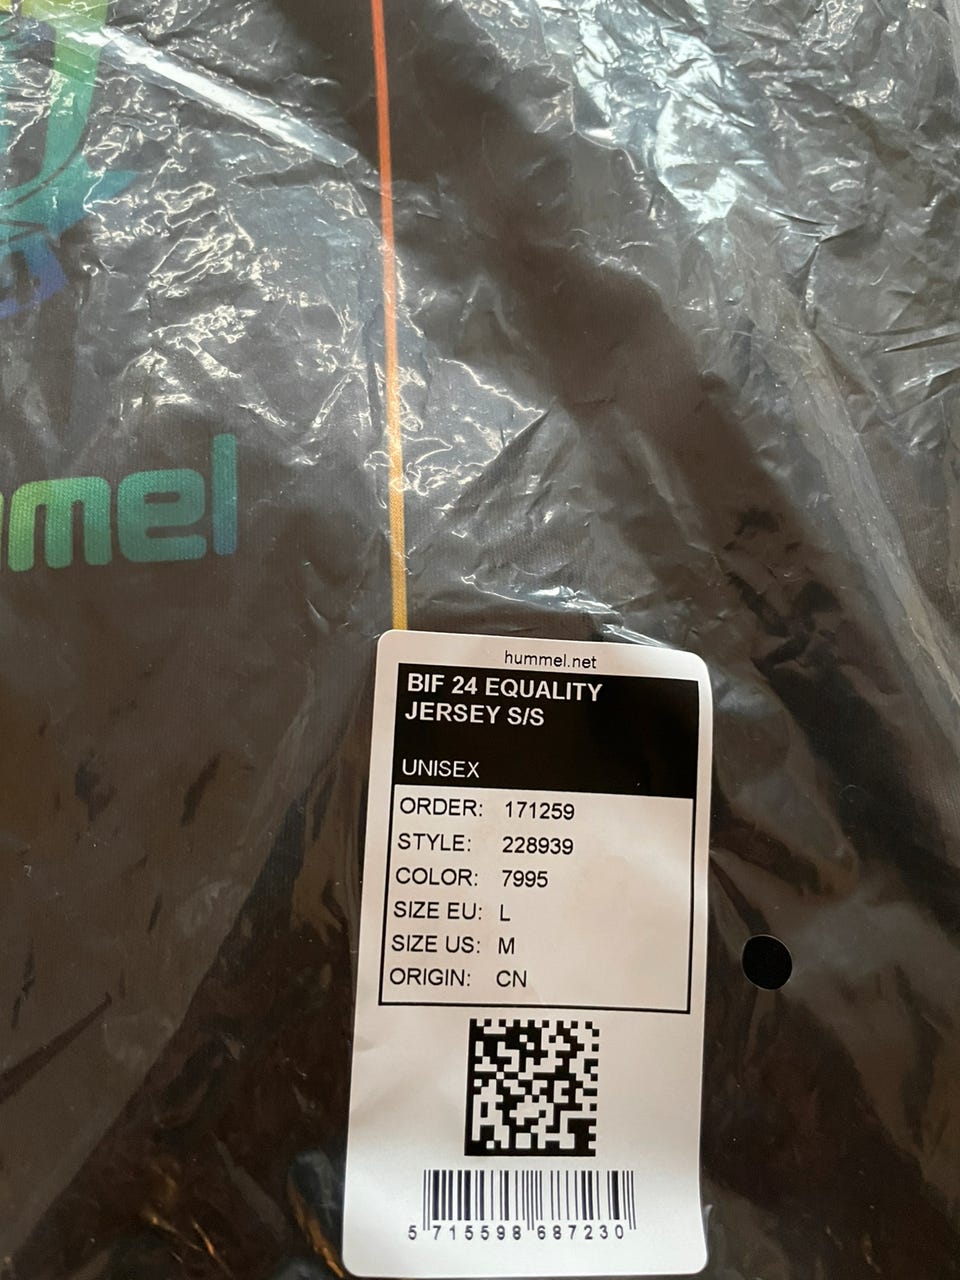 mmel
hummel.net
BIF 24 EQUALITY
JERSEY S/S
UNISEX
ORDER: 171259
STYLE: 228939
COLOR: 7995
SIZE EU: L
SIZE US: M
ORIGIN: CN
5 715598 687230